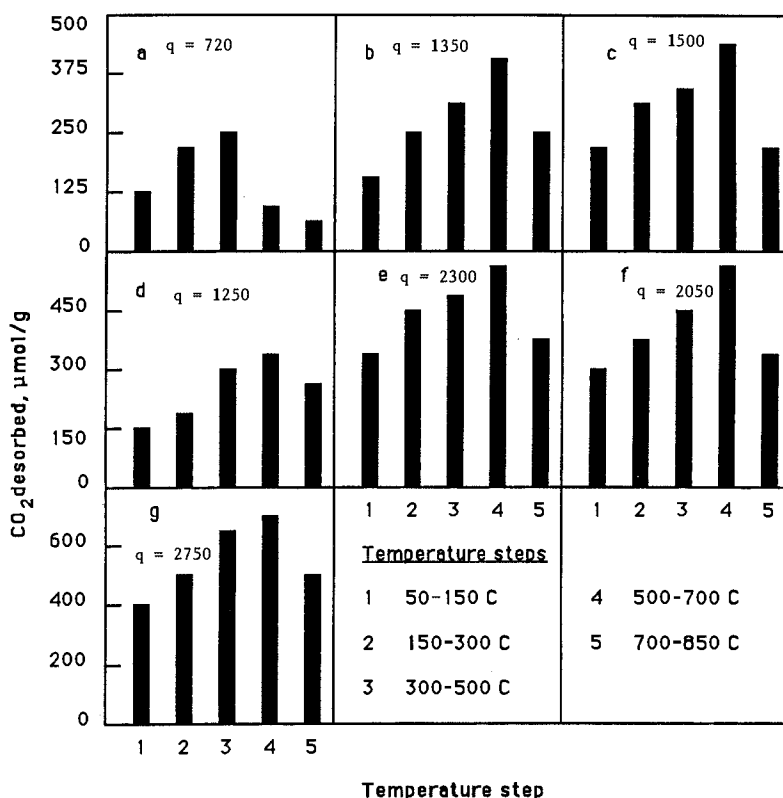 500
375
250
125
0
a q = 720
b q = 1350
c q = 1500
450
300
150
0
d q = 1250
e q = 2300
f q = 2050
CO2 desorbed, µmol/g
600
400
200
0
g
q = 2750
1 2 3 4 5
1 2 3 4 5
Temperature steps
1 50-150 C
2 150-300 C
3 300-500 C
4 500-700 C
5 700-850 C
1 2 3 4 5
Temperature step